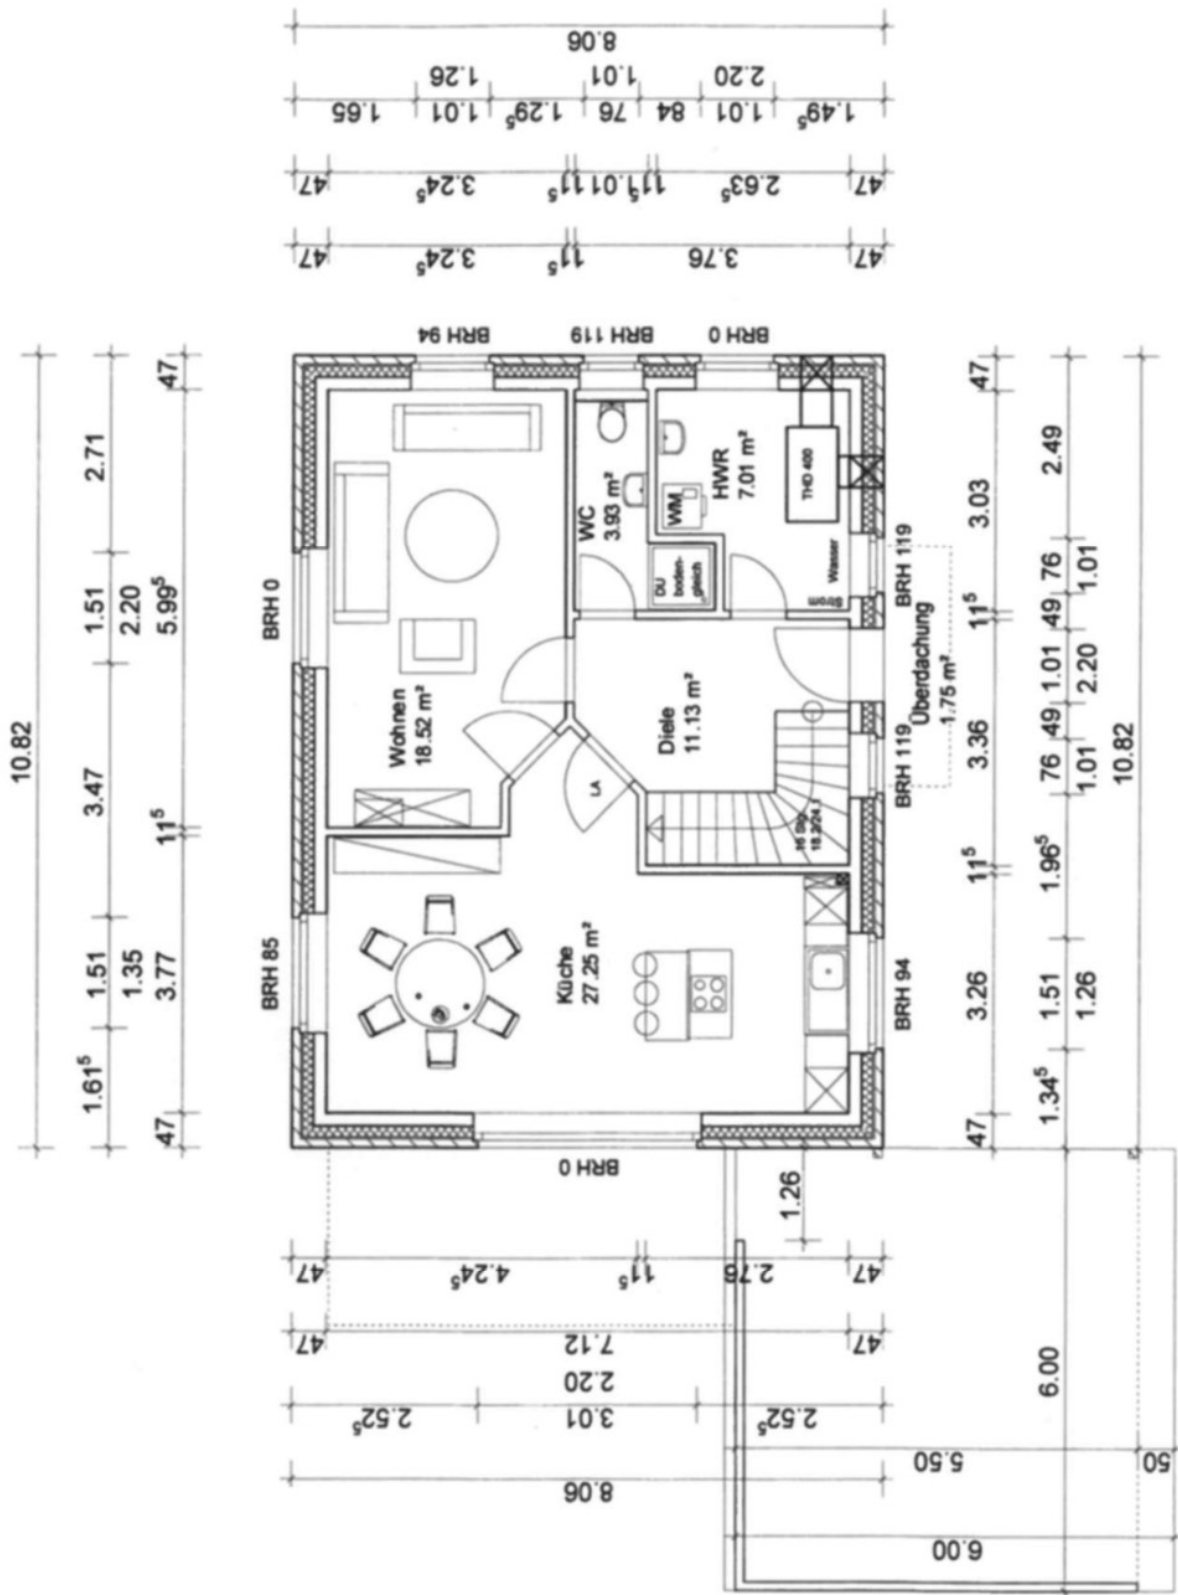 8.06
1.26
1.01
2.20
1.65
1.01
1.29⁵
76
84
1.01
1.49⁵
47
3.24⁵
11⁵
1.01
11⁵
2.63⁵
47
47
3.24⁵
11⁵
3.76
47
BRH 94
BRH 119
BRH 0
10.82
2.71
1.51
3.47
1.51
1.61⁵
2.20
1.35
47
5.99⁵
11⁵
3.77
47
BRH 0
BRH 85
Wohnen
18.52 m²
WC
3.93 m²
DU
boden-
gleich
WM
HWR
7.01 m²
THD 400
Wasser
Strom
Diele
11.13 m²
LA
16 Stg.
18.2/24.1
Küche
27.25 m²
BRH 119
BRH 119
BRH 94
Überdachung
1.75 m²
47
3.03
11⁵
3.36
11⁵
3.26
47
2.49
76
49
1.01
49
76
1.96⁵
1.51
1.34⁵
6.00
1.01
2.20
1.01
1.26
10.82
BRH 0
1.26
47
4.24⁵
11⁵
2.76
47
47
7.12
47
2.20
2.52⁵
3.01
2.52⁵
8.06
5.50
50
6.00